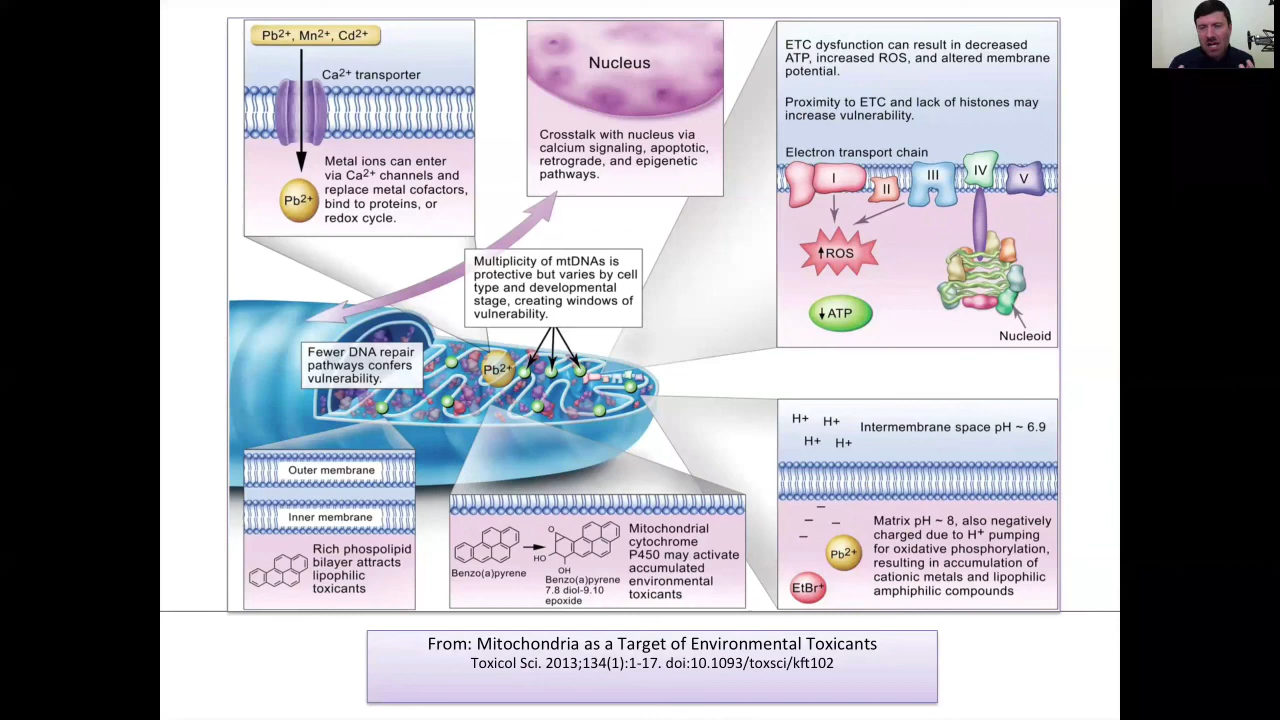 Pb2+, Mn2+, Cd2+
Ca2+ transporter
Metal ions can enter
via Ca2+ channels and
replace metal cofactors,
bind to proteins, or
redox cycle.
Pb2+
Nucleus
Crosstalk with nucleus via
calcium signaling, apoptotic,
retrograde, and epigenetic
pathways.
ETC dysfunction can result in decreased
ATP, increased ROS, and altered membrane
potential.
Proximity to ETC and lack of histones may
increase vulnerability.
Electron transport chain
I
II
III
IV
V
↑ROS
↓ATP
Nucleoid
Multiplicity of mtDNAs is
protective but varies by cell
type and developmental
stage, creating windows of
vulnerability.
Fewer DNA repair
pathways confers
vulnerability.
Pb2+
Outer membrane
Inner membrane
Rich phospolipid
bilayer attracts
lipophilic
toxicants
Benzo(a)pyrene
O
HO
OH
Benzo(a)pyrene
7.8 diol-9.10
epoxide
Mitochondrial
cytochrome
P450 may activate
accumulated
environmental
toxicants
H+ H+
H+ H+
Intermembrane space pH ~ 6.9
Matrix pH ~ 8, also negatively
charged due to H+ pumping
for oxidative phosphorylation,
resulting in accumulation of
cationic metals and lipophilic
amphiphilic compounds
Pb2+
EtBr+
From: Mitochondria as a Target of Environmental Toxicants
Toxicol Sci. 2013;134(1):1-17. doi:10.1093/toxsci/kft102